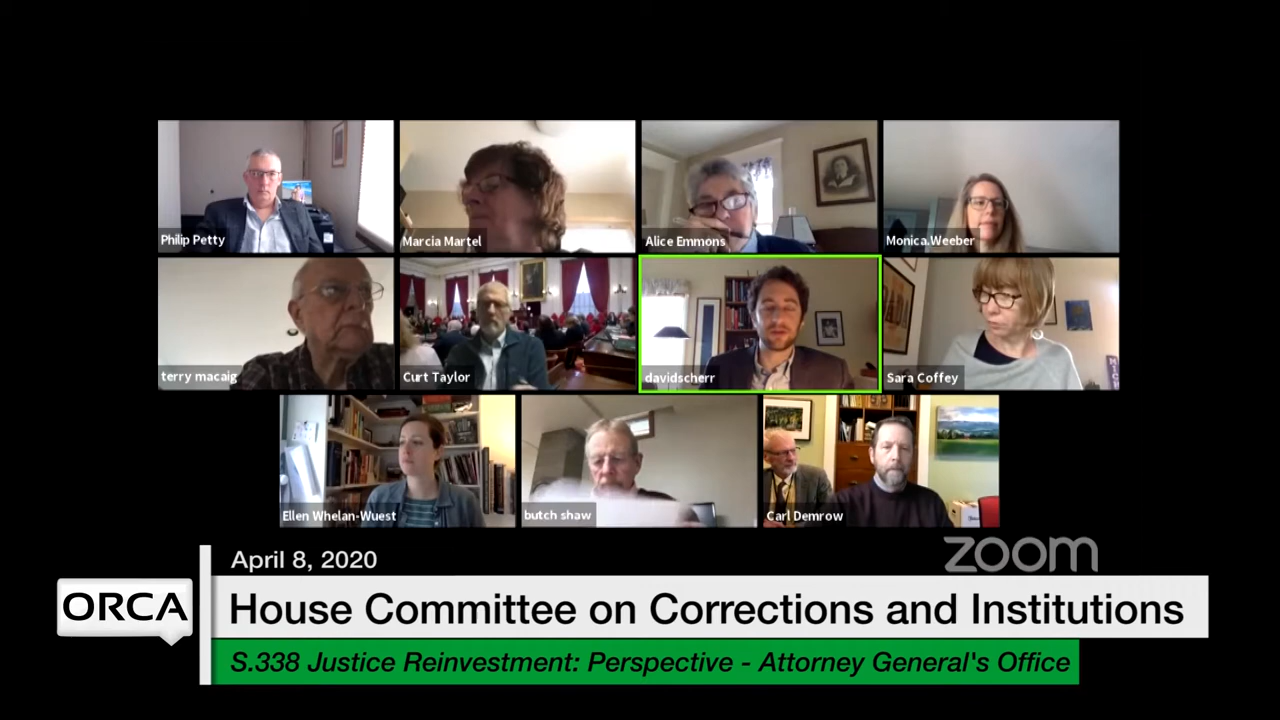 Philip Petty
Marcia Martel
Alice Emmons
Monica.Weeber
terry macaig
Curt Taylor
davidscherr
Sara Coffey
Ellen Whelan-Wuest
butch shaw
Carl Demrow
zoom
April 8, 2020
ORCA
House Committee on Corrections and Institutions
S.338 Justice Reinvestment: Perspective - Attorney General's Office